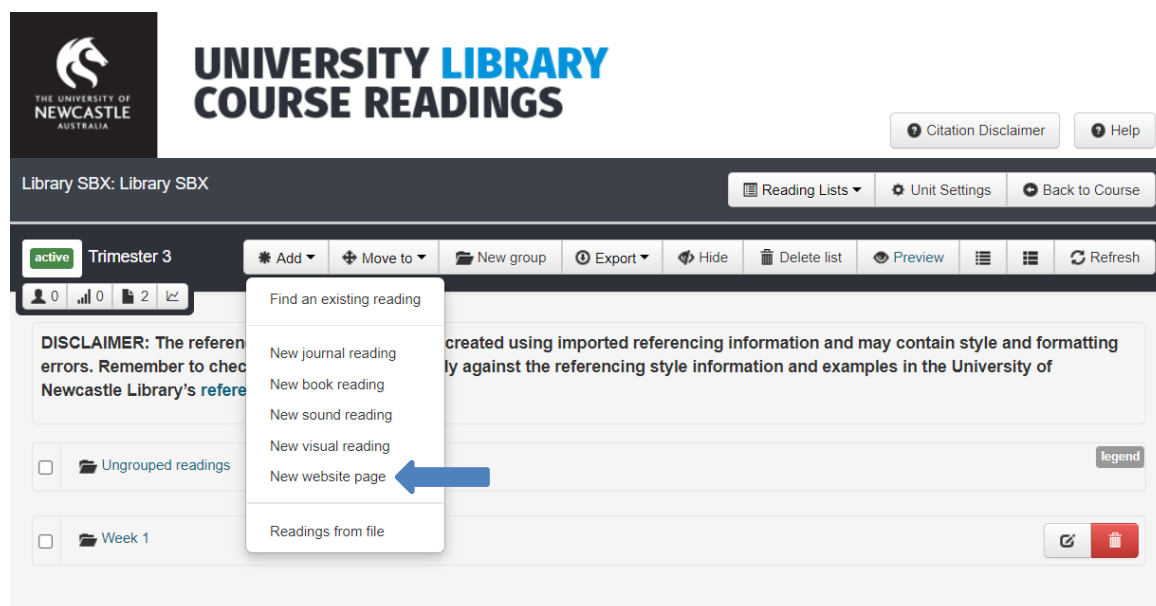 THE UNIVERSITY OF
NEWCASTLE
AUSTRALIA
UNIVERSITY LIBRARY
COURSE READINGS
Citation Disclaimer
Help
Library SBX: Library SBX
Reading Lists
Unit Settings
Back to Course
active Trimester 3
Add
Move to
New group
Export
Hide
Delete list
Preview
Refresh
0
0
2
Find an existing reading
New journal reading
New book reading
New sound reading
New visual reading
New website page
Readings from file
DISCLAIMER: The referen created using imported referencing information and may contain style and formatting
errors. Remember to chec ly against the referencing style information and examples in the University of
Newcastle Library's refere
Ungrouped readings
legend
Week 1